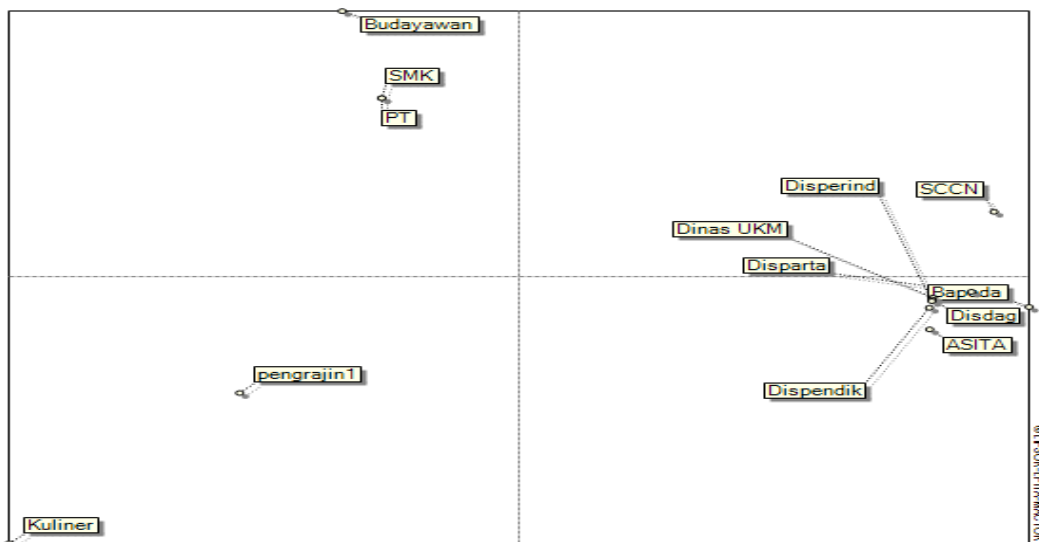 Budayawan
SMK
PT
Disperind
SCCN
Dinas UKM
Disparta
Bapeda
Disdag
ASITA
pengrajin1
Dispendik
Kuliner